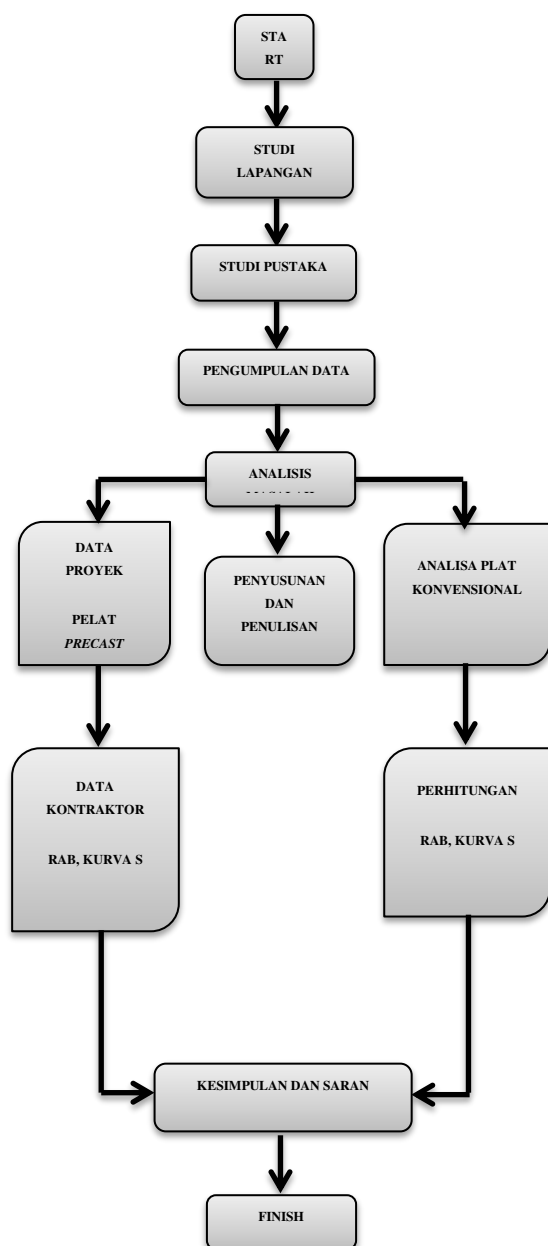 STA
RT
STUDI
LAPANGAN
STUDI PUSTAKA
PENGUMPULAN DATA
ANALISIS
DATA
PROYEK
PELAT
PRECAST
PENYUSUNAN
DAN
PENULISAN
ANALISA PLAT
KONVENSIONAL
DATA
KONTRAKTOR
RAB, KURVA S
PERHITUNGAN
RAB, KURVA S
KESIMPULAN DAN SARAN
FINISH